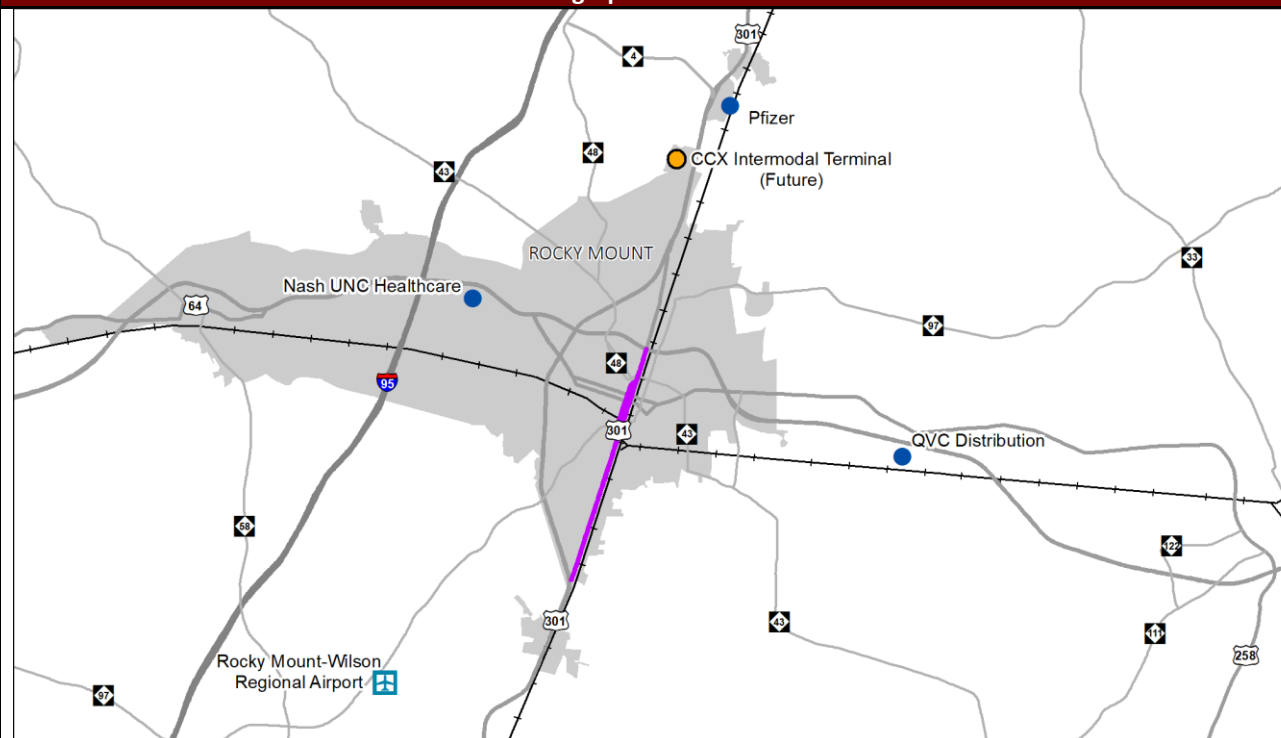 301
4
Pfizer
48
CCX Intermodal Terminal
(Future)
43
ROCKY MOUNT
33
Nash UNC Healthcare
64
97
48
95
301
43
QVC Distribution
58
122
301
43
111
258
Rocky Mount-Wilson
Regional Airport
97